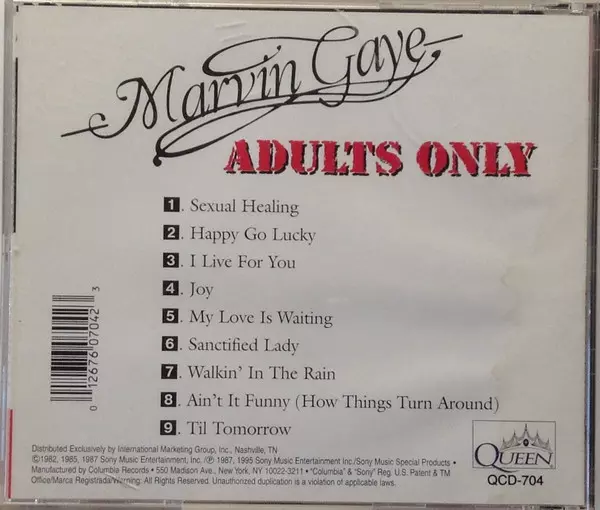 Marvin Gaye
ADULTS ONLY
1. Sexual Healing
2. Happy Go Lucky
3. I Live For You
4. Joy
5. My Love Is Waiting
6. Sanctified Lady
7. Walkin' In The Rain
8. Ain't It Funny (How Things Turn Around)
9. Til Tomorrow
0 12676 07042 3
Distributed Exclusively by International Marketing Group, Inc., Nashville, TN
©1982, 1985, 1987 Sony Music Entertainment, Inc./℗ 1987, 1995 Sony Music Entertainment Inc./Sony Music Special Products •
Manufactured by Columbia Records • 550 Madison Ave., New York, NY 10022-3211 • "Columbia" & "Sony" Reg. U.S. Patent & TM
Office/Marca Registrada/Warning: All Rights Reserved. Unauthorized duplication is a violation of applicable laws.
QUEEN
QCD-704